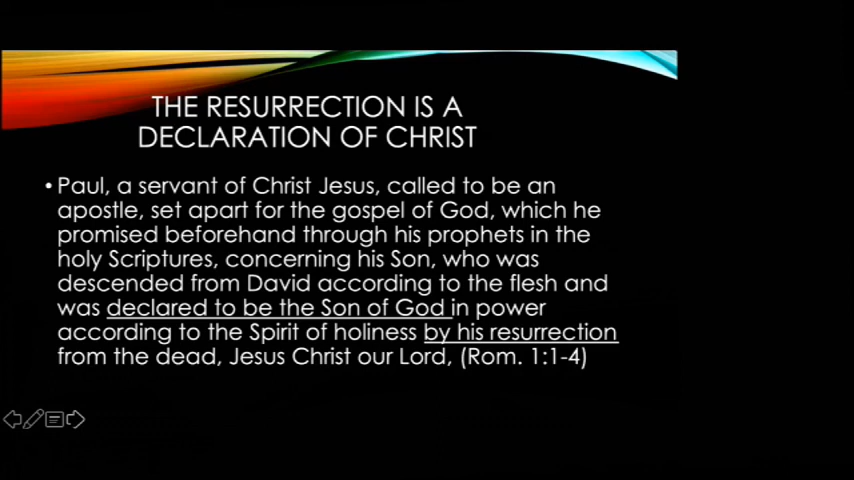 THE RESURRECTION IS A
DECLARATION OF CHRIST
• Paul, a servant of Christ Jesus, called to be an
apostle, set apart for the gospel of God, which he
promised beforehand through his prophets in the
holy Scriptures, concerning his Son, who was
descended from David according to the flesh and
was declared to be the Son of God in power
according to the Spirit of holiness by his resurrection
from the dead, Jesus Christ our Lord, (Rom. 1:1-4)